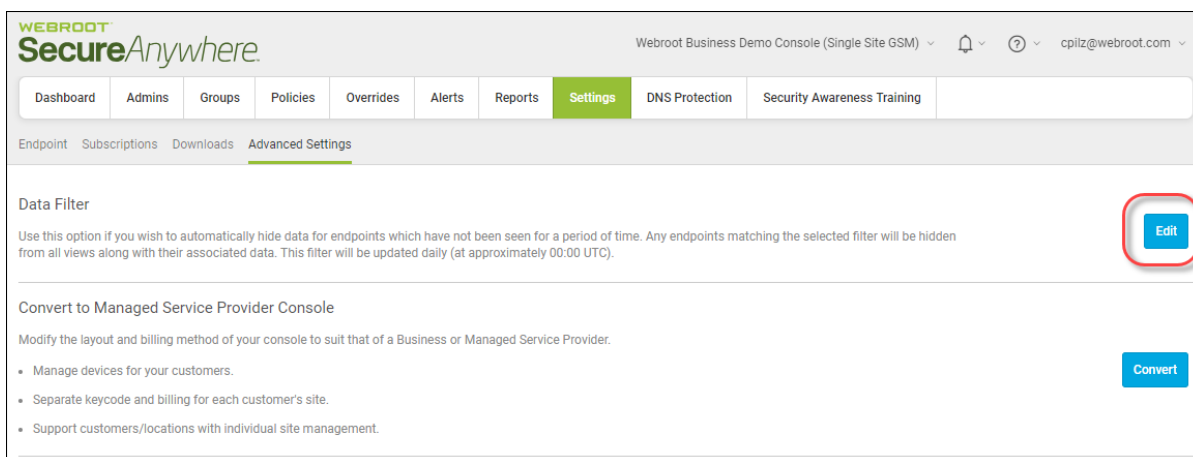 WEBROOT
SecureAnywhere.
Webroot Business Demo Console (Single Site GSM)
cpilz@webroot.com
Dashboard Admins Groups Policies Overrides Alerts Reports Settings DNS Protection Security Awareness Training
Endpoint Subscriptions Downloads Advanced Settings
Data Filter
Use this option if you wish to automatically hide data for endpoints which have not been seen for a period of time. Any endpoints matching the selected filter will be hidden
from all views along with their associated data. This filter will be updated daily (at approximately 00:00 UTC).
Edit
Convert to Managed Service Provider Console
Modify the layout and billing method of your console to suit that of a Business or Managed Service Provider.
• Manage devices for your customers.
Convert
• Separate keycode and billing for each customer's site.
• Support customers/locations with individual site management.